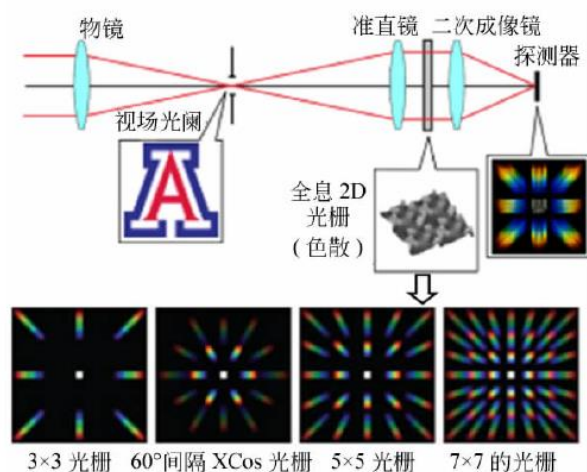 物镜
准直镜 二次成像镜
探测器
视场光阑
A
全息 2D
光栅
(色散)
3×3 光栅 60°间隔 XCos 光栅 5×5 光栅 7×7 的光栅